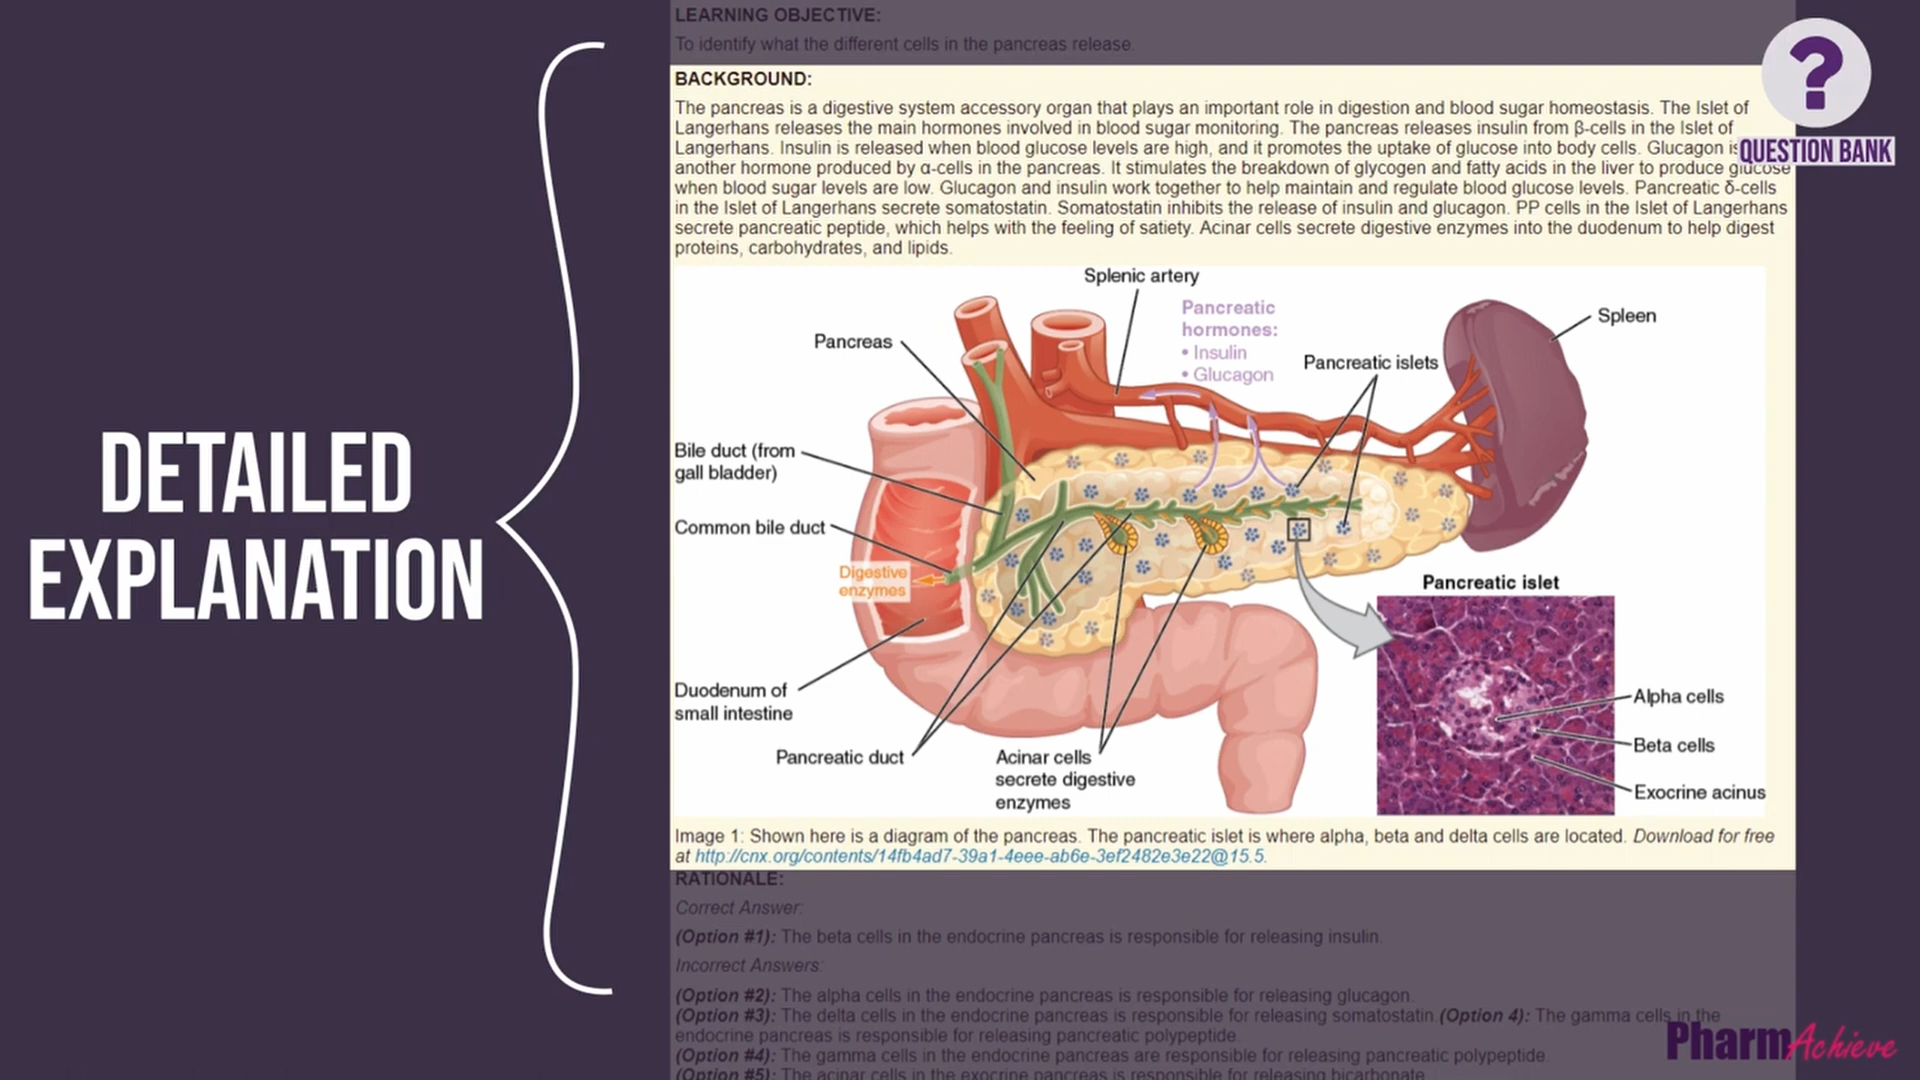 LEARNING OBJECTIVE:
To identify what the different cells in the pancreas release.
BACKGROUND:
The pancreas is a digestive system accessory organ that plays an important role in digestion and blood sugar homeostasis. The Islet of
Langerhans releases the main hormones involved in blood sugar monitoring. The pancreas releases insulin from β-cells in the Islet of
Langerhans. Insulin is released when blood glucose levels are high, and it promotes the uptake of glucose into body cells. Glucagon is
another hormone produced by α-cells in the pancreas. It stimulates the breakdown of glycogen and fatty acids in the liver to produce glucose
when blood sugar levels are low. Glucagon and insulin work together to help maintain and regulate blood glucose levels. Pancreatic δ-cells
in the Islet of Langerhans secrete somatostatin. Somatostatin inhibits the release of insulin and glucagon. PP cells in the Islet of Langerhans
secrete pancreatic peptide, which helps with the feeling of satiety. Acinar cells secrete digestive enzymes into the duodenum to help digest
proteins, carbohydrates, and lipids.
?
QUESTION BANK
DETAILED
EXPLANATION
Splenic artery
Pancreatic
hormones:
• Insulin
• Glucagon
Spleen
Pancreas
Pancreatic islets
Bile duct (from
gall bladder)
Common bile duct
Digestive
enzymes
Pancreatic islet
Duodenum of
small intestine
Alpha cells
Beta cells
Pancreatic duct
Acinar cells
secrete digestive
enzymes
Exocrine acinus
Image 1: Shown here is a diagram of the pancreas. The pancreatic islet is where alpha, beta and delta cells are located. Download for free
at http://cnx.org/contents/14fb4ad7-39a1-4eee-ab6e-3ef2482e3e22@15.5.
RATIONALE:
Correct Answer:
(Option #1): The beta cells in the endocrine pancreas is responsible for releasing insulin.
Incorrect Answers:
(Option #2): The alpha cells in the endocrine pancreas is responsible for releasing glucagon.
(Option #3): The delta cells in the endocrine pancreas is responsible for releasing somatostatin.(Option 4): The gamma cells in the
endocrine pancreas is responsible for releasing pancreatic polypeptide.
(Option #4): The gamma cells in the endocrine pancreas are responsible for releasing pancreatic polypeptide.
(Option #5): The acinar cells in the exocrine pancreas is responsible for releasing bicarbonate.
PharmAchieve